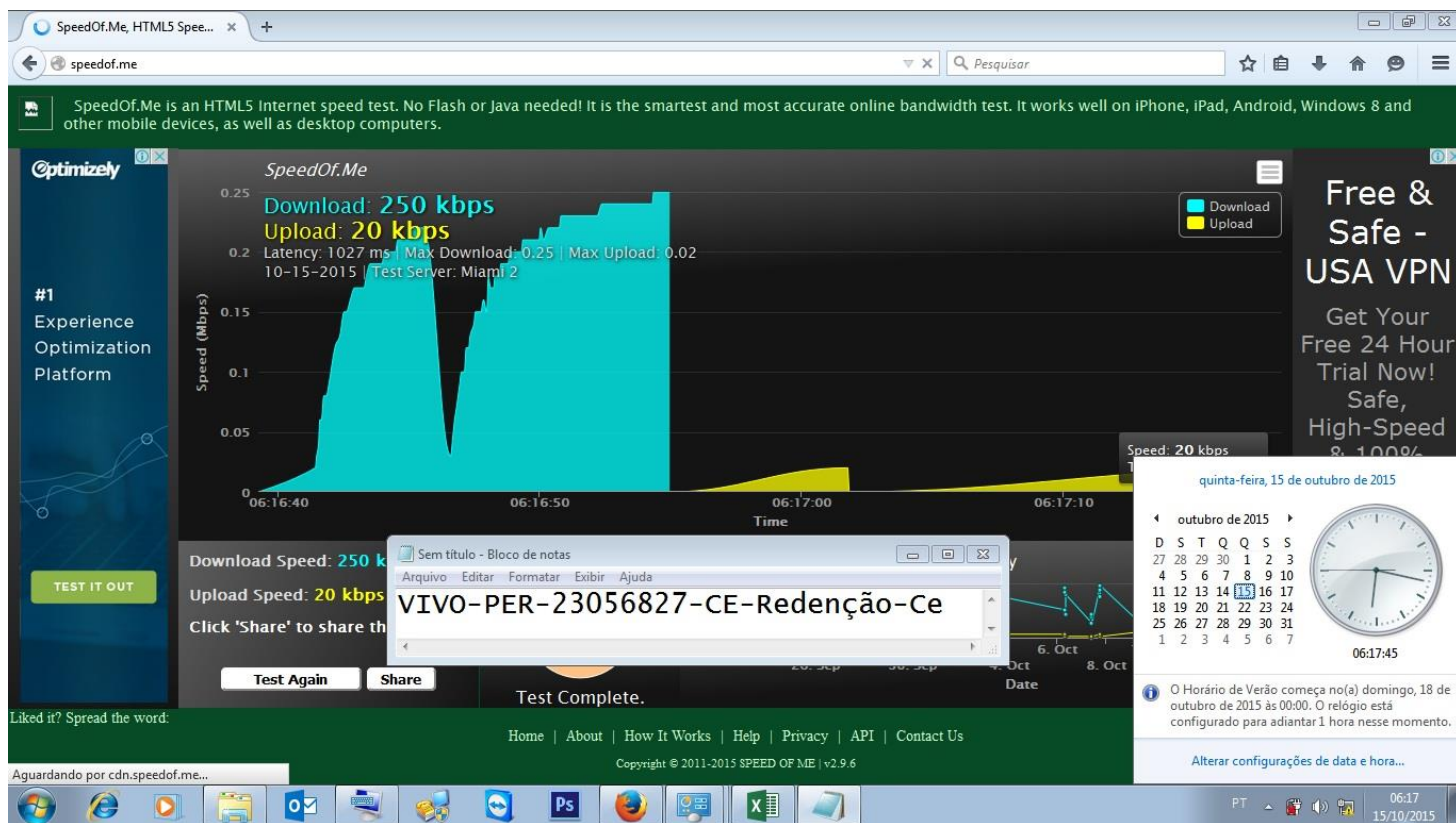 SpeedOf.Me, HTML5 Spee...
speedof.me
Pesquisar
SpeedOf.Me is an HTML5 Internet speed test. No Flash or Java needed! It is the smartest and most accurate online bandwidth test. It works well on iPhone, iPad, Android, Windows 8 and
other mobile devices, as well as desktop computers.
Optimizely
#1
Experience
Optimization
Platform
TEST IT OUT
SpeedOf.Me
Download: 250 kbps
Upload: 20 kbps
Latency: 1027 ms | Max Download: 0.25 | Max Upload: 0.02
10-15-2015 | Test Server: Miami 2
Download
Upload
Speed (Mbps)
0.25
0.2
0.15
0.1
0.05
0
06:16:40
06:16:50
06:17:00
06:17:10
Time
Speed: 20 kbps
Free &
Safe -
USA VPN
Get Your
Free 24 Hour
Trial Now!
Safe,
High-Speed
& 100%
Download Speed: 250 k
Upload Speed: 20 kbps
Click 'Share' to share th
Test Again
Share
Test Complete.
Sem título - Bloco de notas
Arquivo Editar Formatar Exibir Ajuda
VIVO-PER-23056827-CE-Redenção-Ce
6. Oct
8. Oct
Date
quinta-feira, 15 de outubro de 2015
outubro de 2015
D S T Q Q S S
27 28 29 30 1 2 3
4 5 6 7 8 9 10
11 12 13 14 15 16 17
18 19 20 21 22 23 24
25 26 27 28 29 30 31
1 2 3 4 5 6 7
06:17:45
O Horário de Verão começa no(a) domingo, 18 de
outubro de 2015 às 00:00. O relógio está
configurado para adiantar 1 hora nesse momento.
Alterar configurações de data e hora...
Liked it? Spread the word:
Home | About | How It Works | Help | Privacy | API | Contact Us
Copyright © 2011-2015 SPEED OF ME | v2.9.6
Aguardando por cdn.speedof.me...
Ps
PT
06:17
15/10/2015